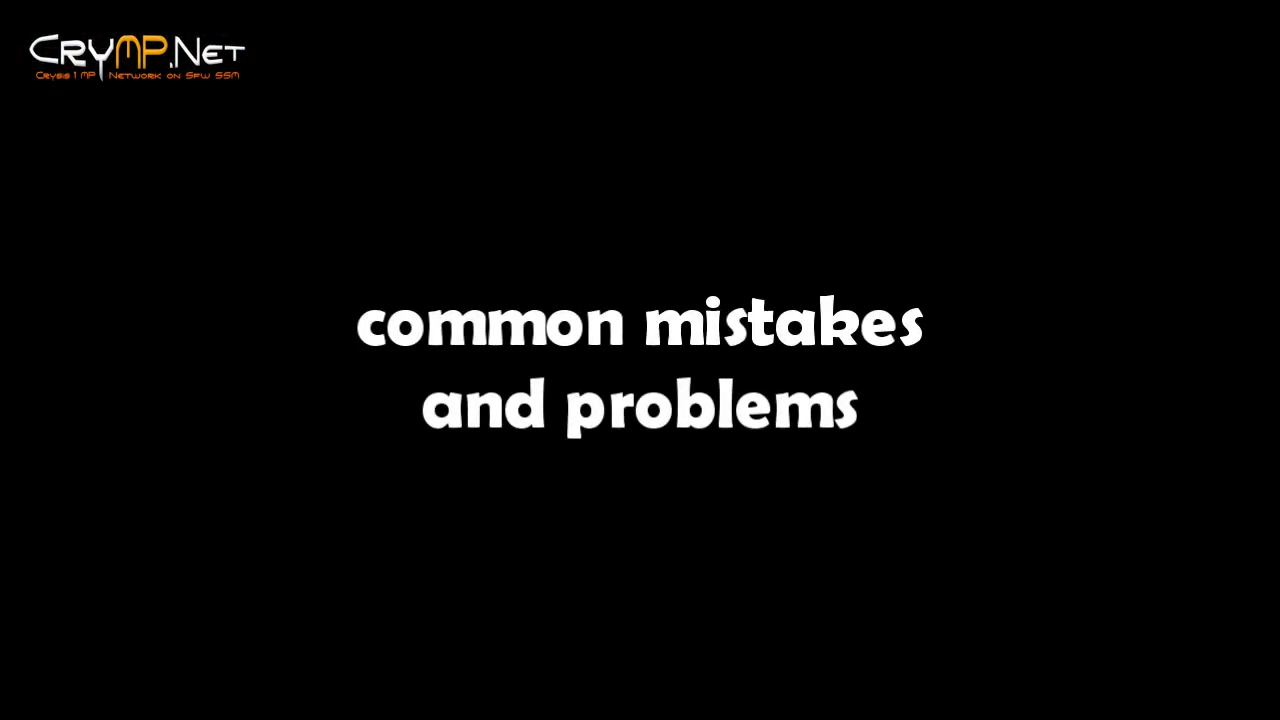 CryMP.Net
Crysis 1 MP Network on Sfw SSM
common mistakes
and problems